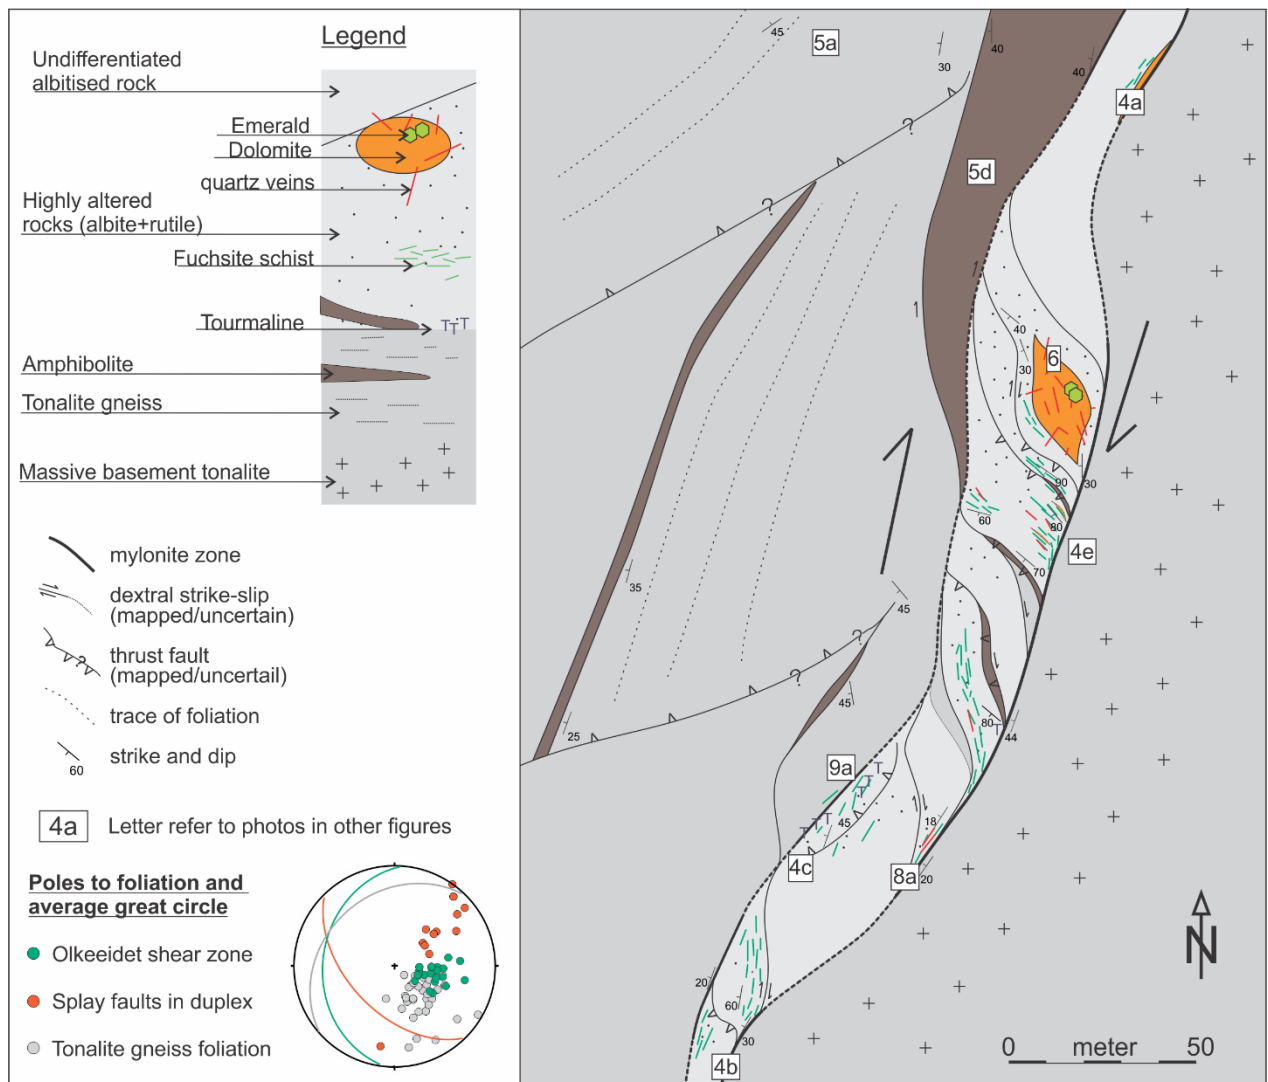 Legend
Undifferentiated
albitised rock
Emerald
Dolomite
quartz veins
Highly altered
rocks (albite+rutile)
Fuchsite schist
Tourmaline
TTT
Amphibolite
Tonalite gneiss
Massive basement tonalite
mylonite zone
dextral strike-slip
(mapped/uncertain)
?
thrust fault
(mapped/uncertail)
trace of foliation
60
strike and dip
4a
Letter refer to photos in other figures
Poles to foliation and
average great circle
Olkeeidet shear zone
Splay faults in duplex
Tonalite gneiss foliation
45
5a
30
40
40
4a
?
5d
?
40
30
6
90
30
60
80
4e
70
35
45
?
?
45
25
80
T
44
9a
T
T
T
T T T
45
18
4c
8a
20
20
60
30
4b
N
0 meter 50